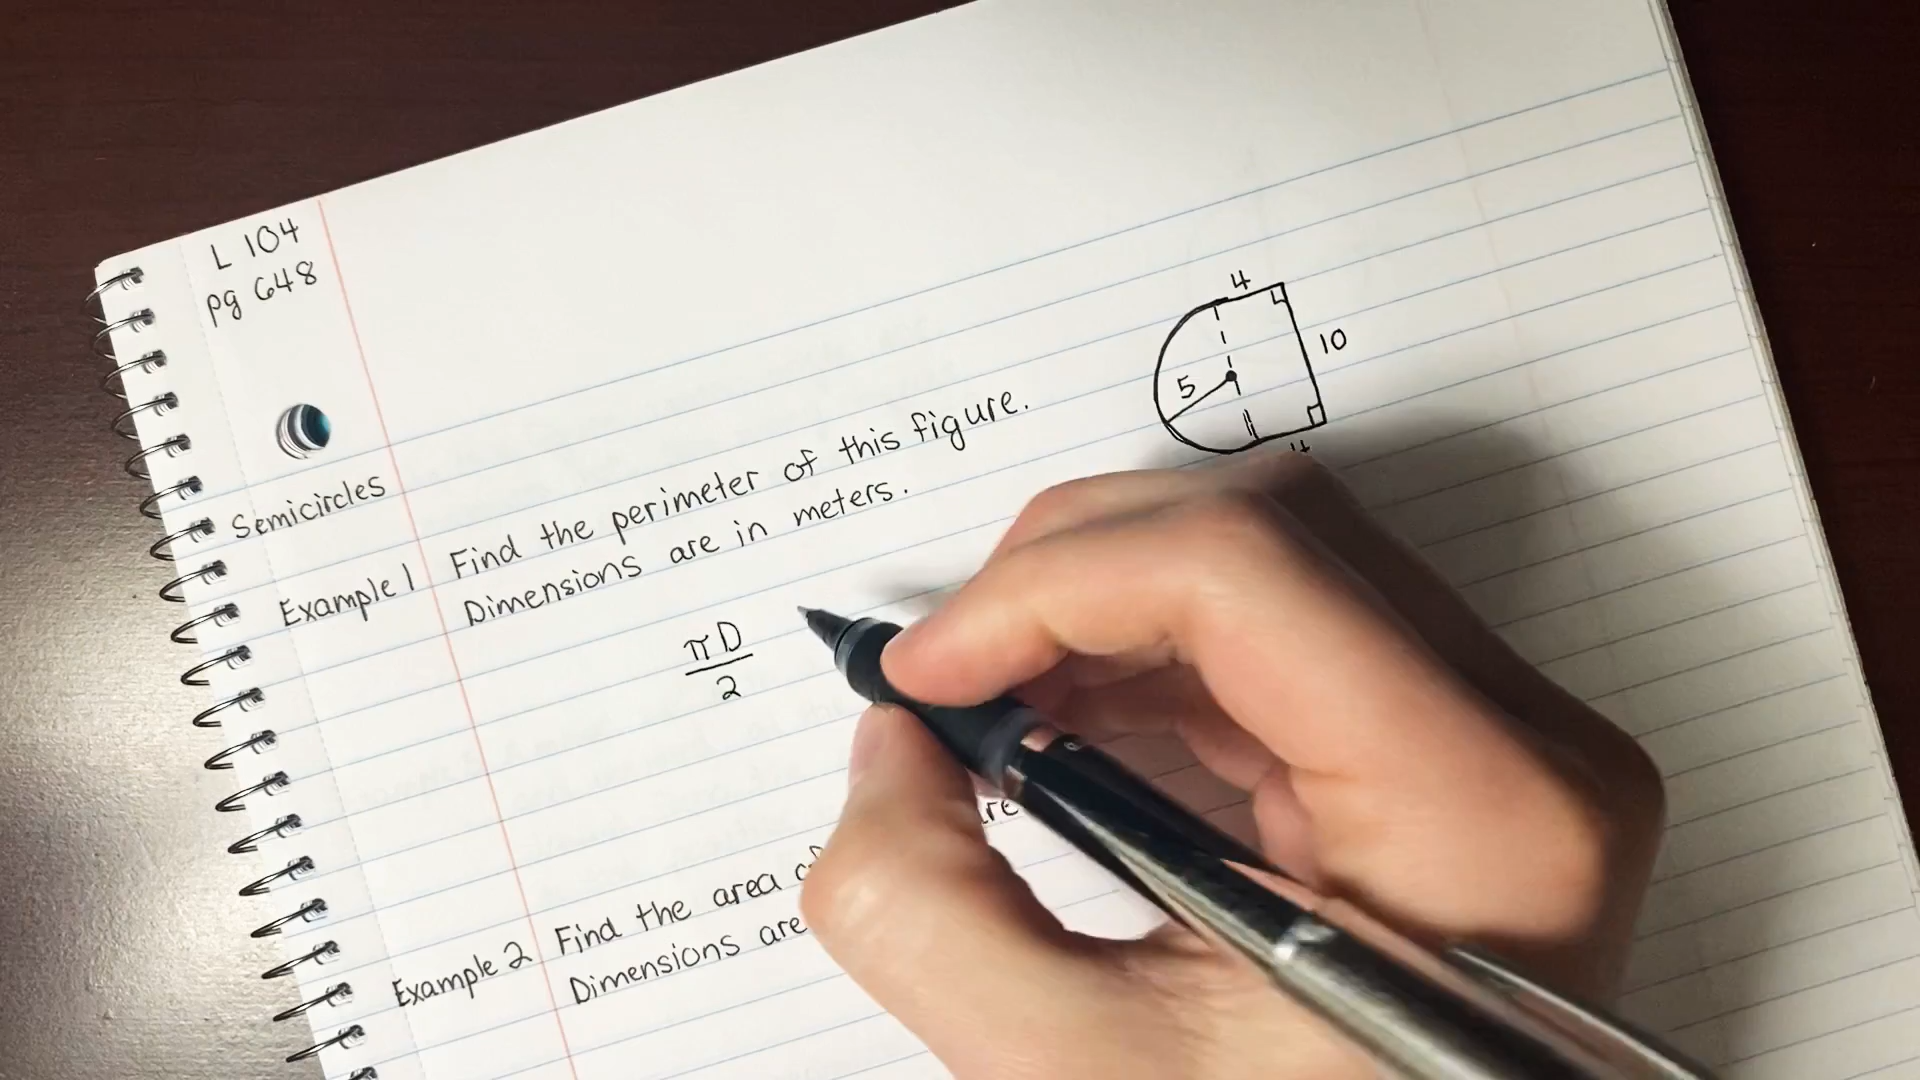 L 104
pg 648
4
10
5
4
Semicircles
Example 1 Find the perimeter of this figure.
Dimensions are in meters.
πD
2
Example 2 Find the area
Dimensions are